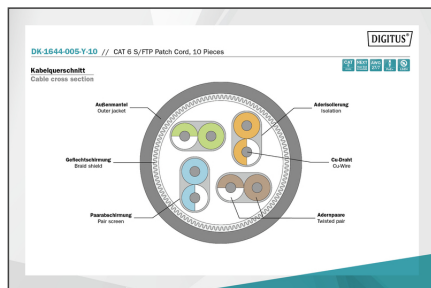 DIGITUS®
DK-1644-005-Y-10 // CAT 6 S/FTP Patch Cord, 10 Pieces
Kabelquerschnitt
Cable cross section
Außenmantel
Outer jacket
Aderisolierung
Isolation
Geflechtschirmung
Braid shield
Cu-Draht
Cu-Wire
Paarabschirmung
Pair screen
Adernpaare
Twisted pair